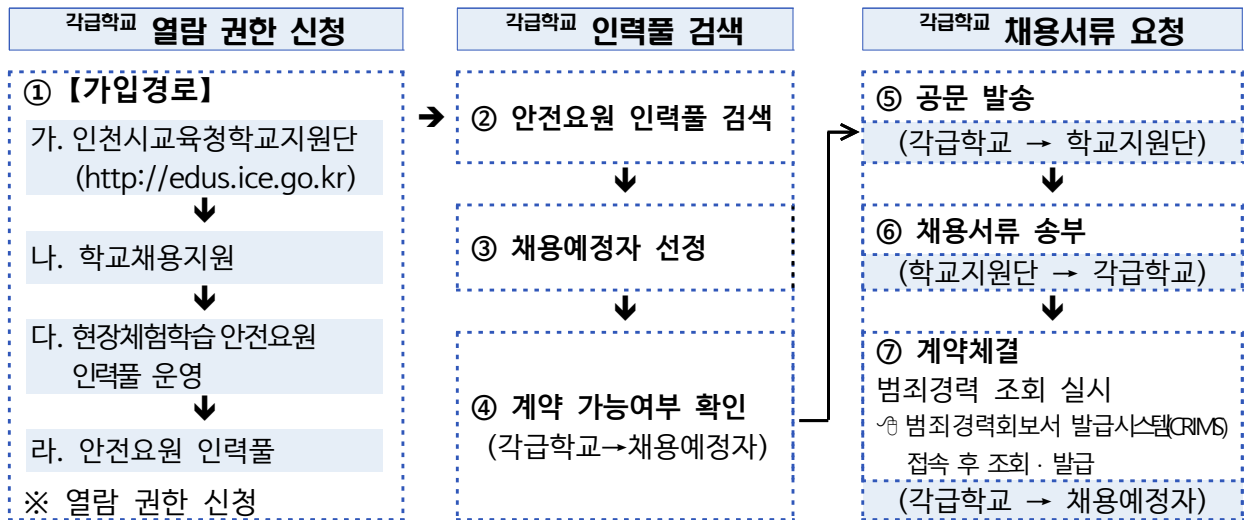 각급학교 열람 권한 신청
① 【가입경로】
가. 인천시교육청학교지원단
(http://edus.ice.go.kr)
나. 학교채용지원
다. 현장체험학습 안전요원
인력풀 운영
라. 안전요원 인력풀
※ 열람 권한 신청
각급학교 인력풀 검색
② 안전요원 인력풀 검색
③ 채용예정자 선정
④ 계약 가능여부 확인
(각급학교→채용예정자)
각급학교 채용서류 요청
⑤ 공문 발송
(각급학교 → 학교지원단)
⑥ 채용서류 송부
(학교지원단 → 각급학교)
⑦ 계약체결
범죄경력 조회 실시
범죄경력회보서 발급시스템(CRIMS)
접속 후 조회ㆍ발급
(각급학교 → 채용예정자)